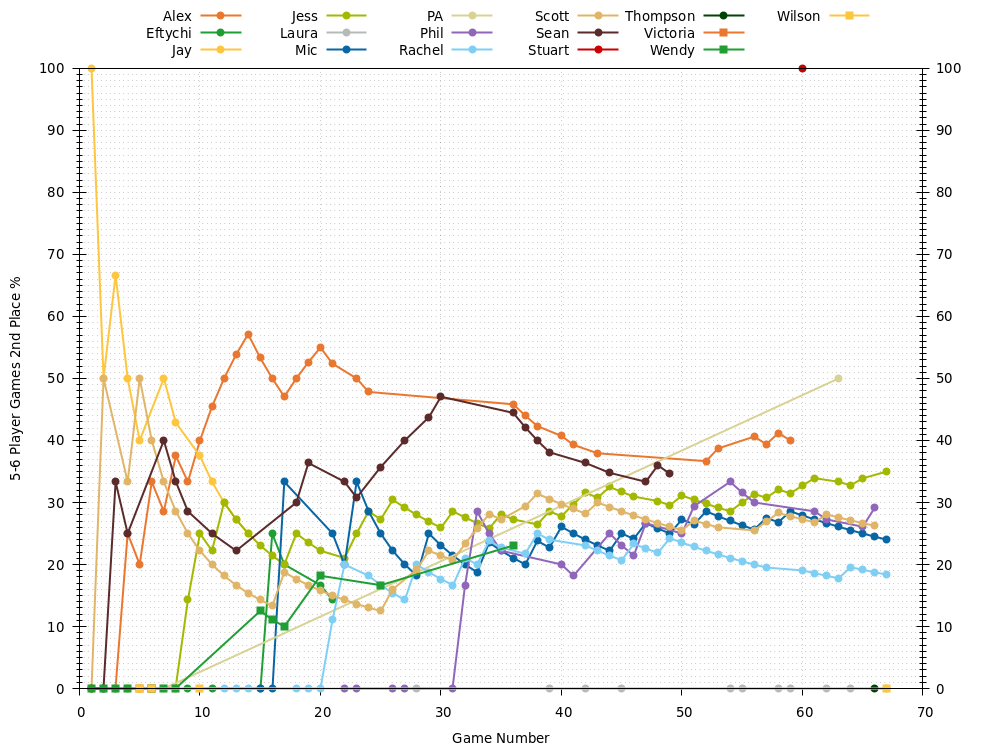 Alex Jess PA Scott Thompson Wilson
Eftychi Laura Phil Sean Victoria
Jay Mic Rachel Stuart Wendy
100 100
90 90
80 80
70 70
60 60
50 50
40 40
30 30
20 20
10 10
0 0
0 10 20 30 40 50 60 70
5-6 Player Games 2nd Place %
Game Number